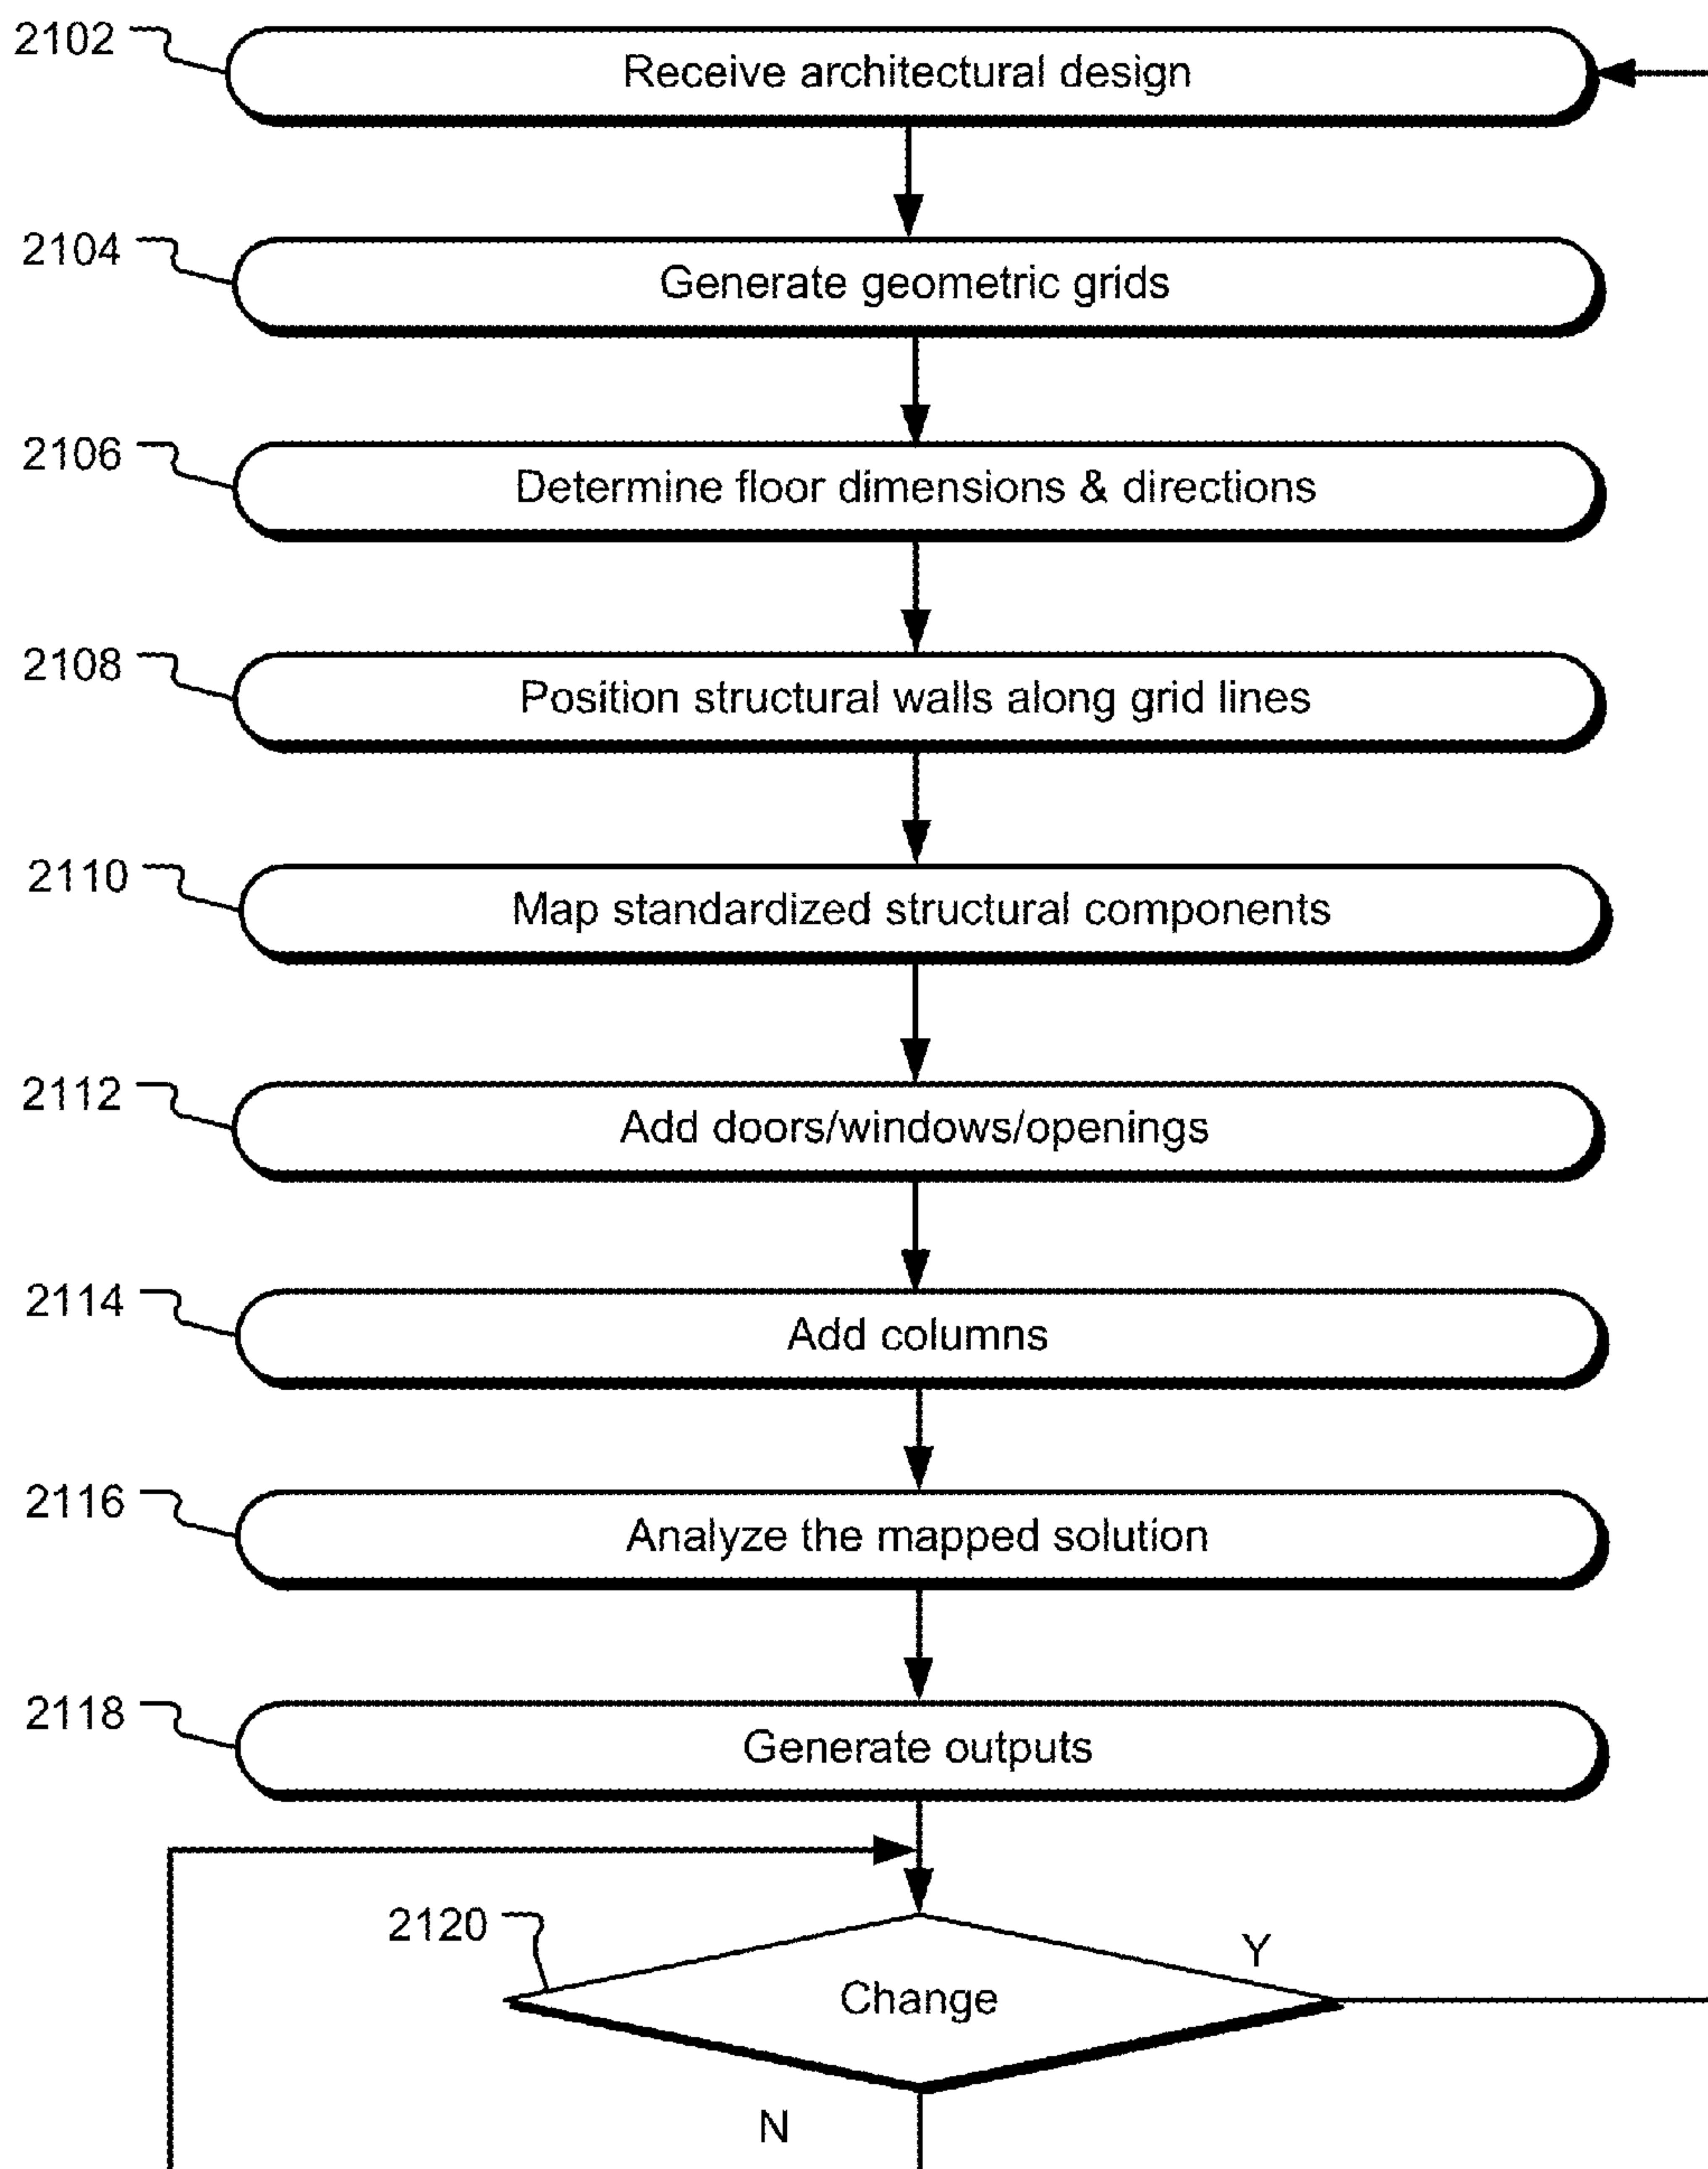 2102
Receive architectural design
2104
Generate geometric grids
2106
Determine floor dimensions & directions
2108
Position structural walls along grid lines
2110
Map standardized structural components
2112
Add doors/windows/openings
2114
Add columns
2116
Analyze the mapped solution
2118
Generate outputs
2120
Change
Y
N